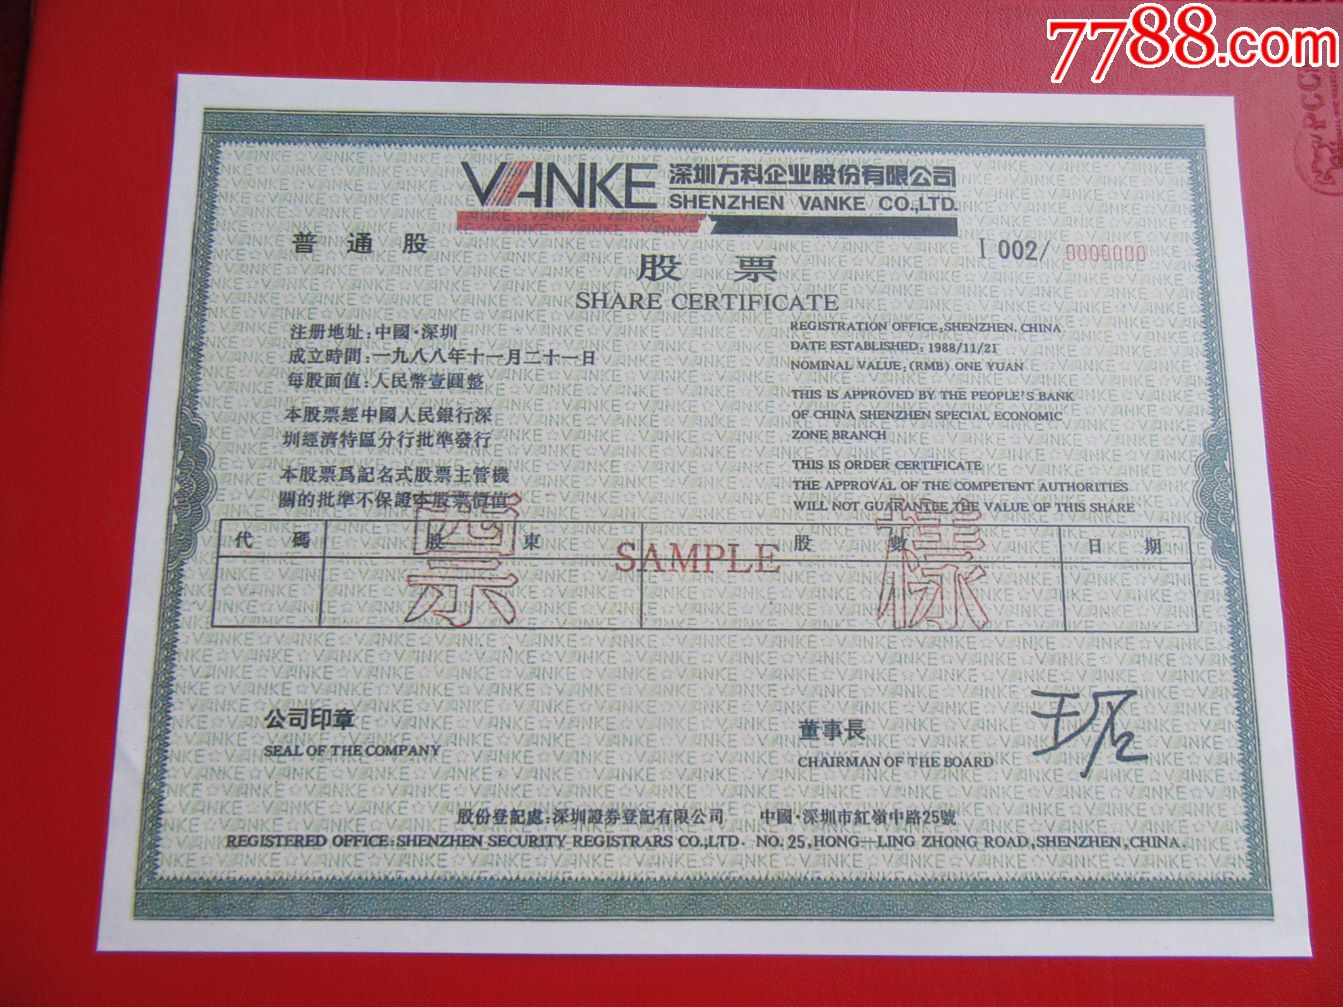 7788.com
PCC
VANKE 深圳万科企业股份有限公司
SHENZHEN VANKE CO.,LTD.
普通股
I 002/ 0000000
股票
SHARE CERTIFICATE
注册地址:中國·深圳
成立時間:一九八八年十一月二十一日
每股面值:人民幣壹圓整
本股票經中國人民銀行深
圳經濟特區分行批準發行
本股票爲記名式股票主管機
關的批準不保證本股票價值
REGISTRATION OFFICE,SHENZHEN. CHINA
DATE ESTABLISHED: 1988/11/21
NOMINAL VALUE: (RMB) ONE YUAN
THIS IS APPROVED BY THE PEOPLE'S BANK
OF CHINA SHENZHEN SPECIAL ECONOMIC
ZONE BRANCH
THIS IS ORDER CERTIFICATE
THE APPROVAL OF THE COMPETENT AUTHORITIES
WILL NOT GUARANTEE THE VALUE OF THIS SHARE
代碼 股東 股數 日期
票 SAMPLE 樣
公司印章
SEAL OF THE COMPANY
董事長
CHAIRMAN OF THE BOARD
王石
股份登記處:深圳證券登記有限公司 中國·深圳市紅嶺中路25號
REGISTERED OFFICE:SHENZHEN SECURITY REGISTRARS CO.,LTD. NO.25,HONG—LING ZHONG ROAD,SHENZHEN,CHINA.